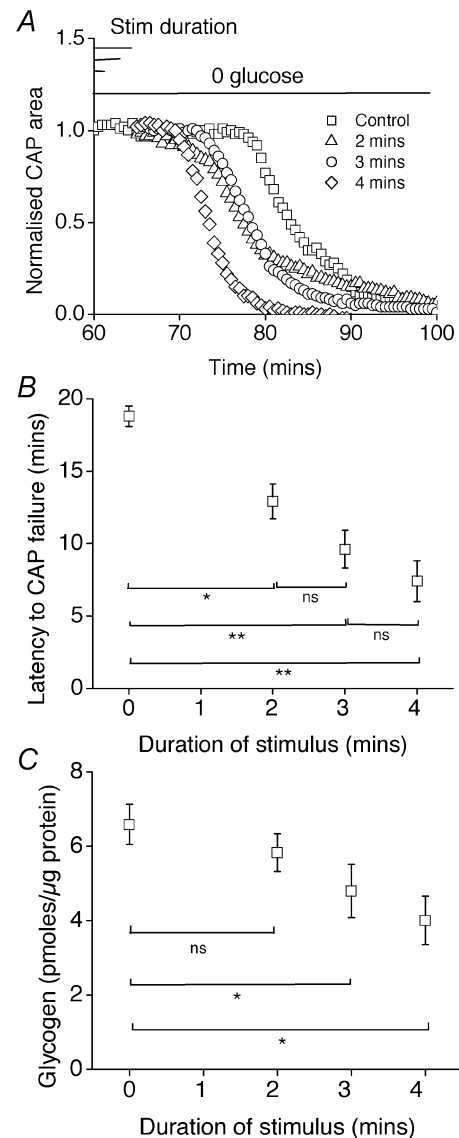 A
Stim duration
0 glucose
Control
2 mins
3 mins
4 mins
Normalised CAP area
1.5
1.0
0.5
0.0
60 70 80 90 100
Time (mins)
B
Latency to CAP failure (mins)
20
15
10
5
0
* ns
** ns
**
0 1 2 3 4
Duration of stimulus (mins)
C
Glycogen (pmoles/µg protein)
8
6
4
2
0
ns
*
*
0 1 2 3 4
Duration of stimulus (mins)